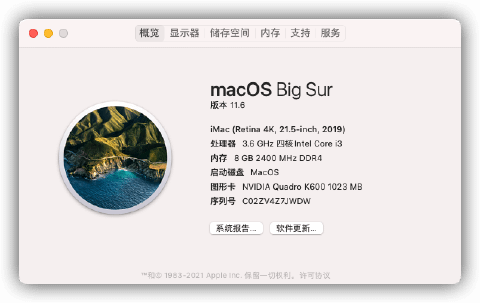 概览 显示器 储存空间 内存 支持 服务
macOS Big Sur
版本 11.6
iMac (Retina 4K, 21.5-inch, 2019)
处理器 3.6 GHz 四核Intel Core i3
内存 8 GB 2400 MHz DDR4
启动磁盘 MacOS
图形卡 NVIDIA Quadro K600 1023 MB
序列号 C02ZV4Z7JWDW
系统报告... 软件更新...
™和© 1983-2021 Apple Inc. 保留一切权利。许可协议